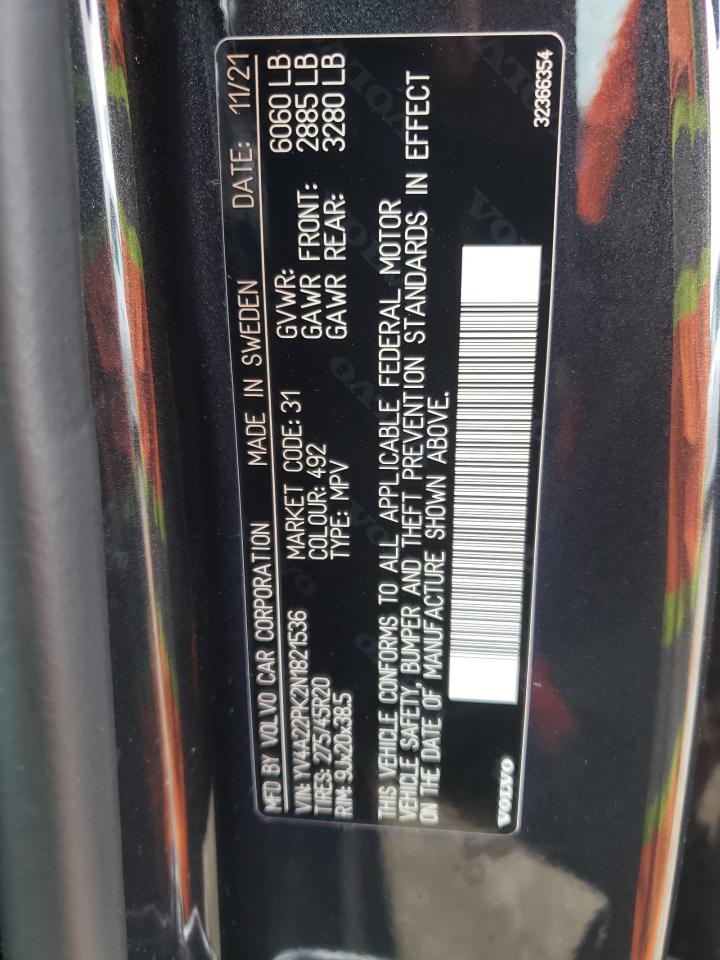 MFD BY VOLVO CAR CORPORATION MADE IN SWEDEN DATE: 11/21
VIN: YV4A22PK2N1821536 MARKET CODE: 31 GVWR: 6060 LB
TIRES: 275/45R20 COLOUR: 492 GAWR FRONT: 2885 LB
RIM: 9Jx20x38.5 TYPE: MPV GAWR REAR: 3280 LB
THIS VEHICLE CONFORMS TO ALL APPLICABLE FEDERAL MOTOR
VEHICLE SAFETY, BUMPER AND THEFT PREVENTION STANDARDS IN EFFECT
ON THE DATE OF MANUFACTURE SHOWN ABOVE.
VOLVO 32366354